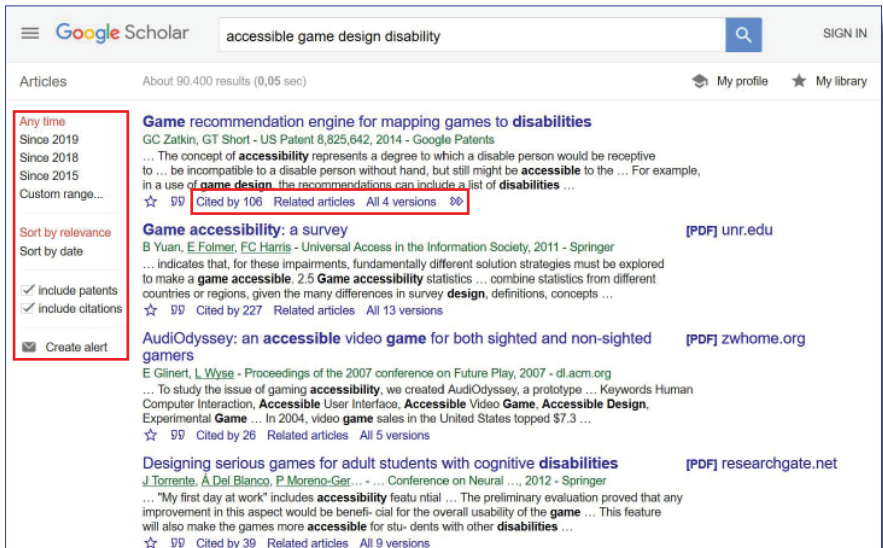 Google Scholar
accessible game design disability
SIGN IN
Articles
About 90.400 results (0,05 sec)
My profile
My library
Any time
Since 2019
Since 2018
Since 2015
Custom range...
Sort by relevance
Sort by date
include patents
include citations
Create alert
Game recommendation engine for mapping games to disabilities
GC Zatkin, GT Short - US Patent 8,825,642, 2014 - Google Patents
... The concept of accessibility represents a degree to which a disable person would be receptive
to ... be incompatible to a disable person without hand, but still might be accessible to the ... For example,
in a use of game design, the recommendations can include a list of disabilities ...
Cited by 106 Related articles All 4 versions
Game accessibility: a survey
[PDF] unr.edu
B Yuan, E Folmer, FC Harris - Universal Access in the Information Society, 2011 - Springer
... indicates that, for these impairments, fundamentally different solution strategies must be explored
to make a game accessible. 2.5 Game accessibility statistics ... combine statistics from different
countries or regions, given the many differences in survey design, definitions, concepts ...
Cited by 227 Related articles All 13 versions
AudiOdyssey: an accessible video game for both sighted and non-sighted
gamers
[PDF] zwhome.org
E Glinert, L Wyse - Proceedings of the 2007 conference on Future Play, 2007 - dl.acm.org
... To study the issue of gaming accessibility, we created AudiOdyssey, a prototype ... Keywords Human
Computer Interaction, Accessible User Interface, Accessible Video Game, Accessible Design,
Experimental Game ... In 2004, video game sales in the United States topped $7.3 ...
Cited by 26 Related articles All 5 versions
Designing serious games for adult students with cognitive disabilities
[PDF] researchgate.net
J Torrente, Á Del Blanco, P Moreno-Ger... - ... Conference on Neural ..., 2012 - Springer
... "My first day at work" includes accessibility featu ntial ... The preliminary evaluation proved that any
improvement in this aspect would be benefi- cial for the overall usability of the game ... This feature
will also make the games more accessible for stu- dents with other disabilities ...
Cited by 39 Related articles All 9 versions